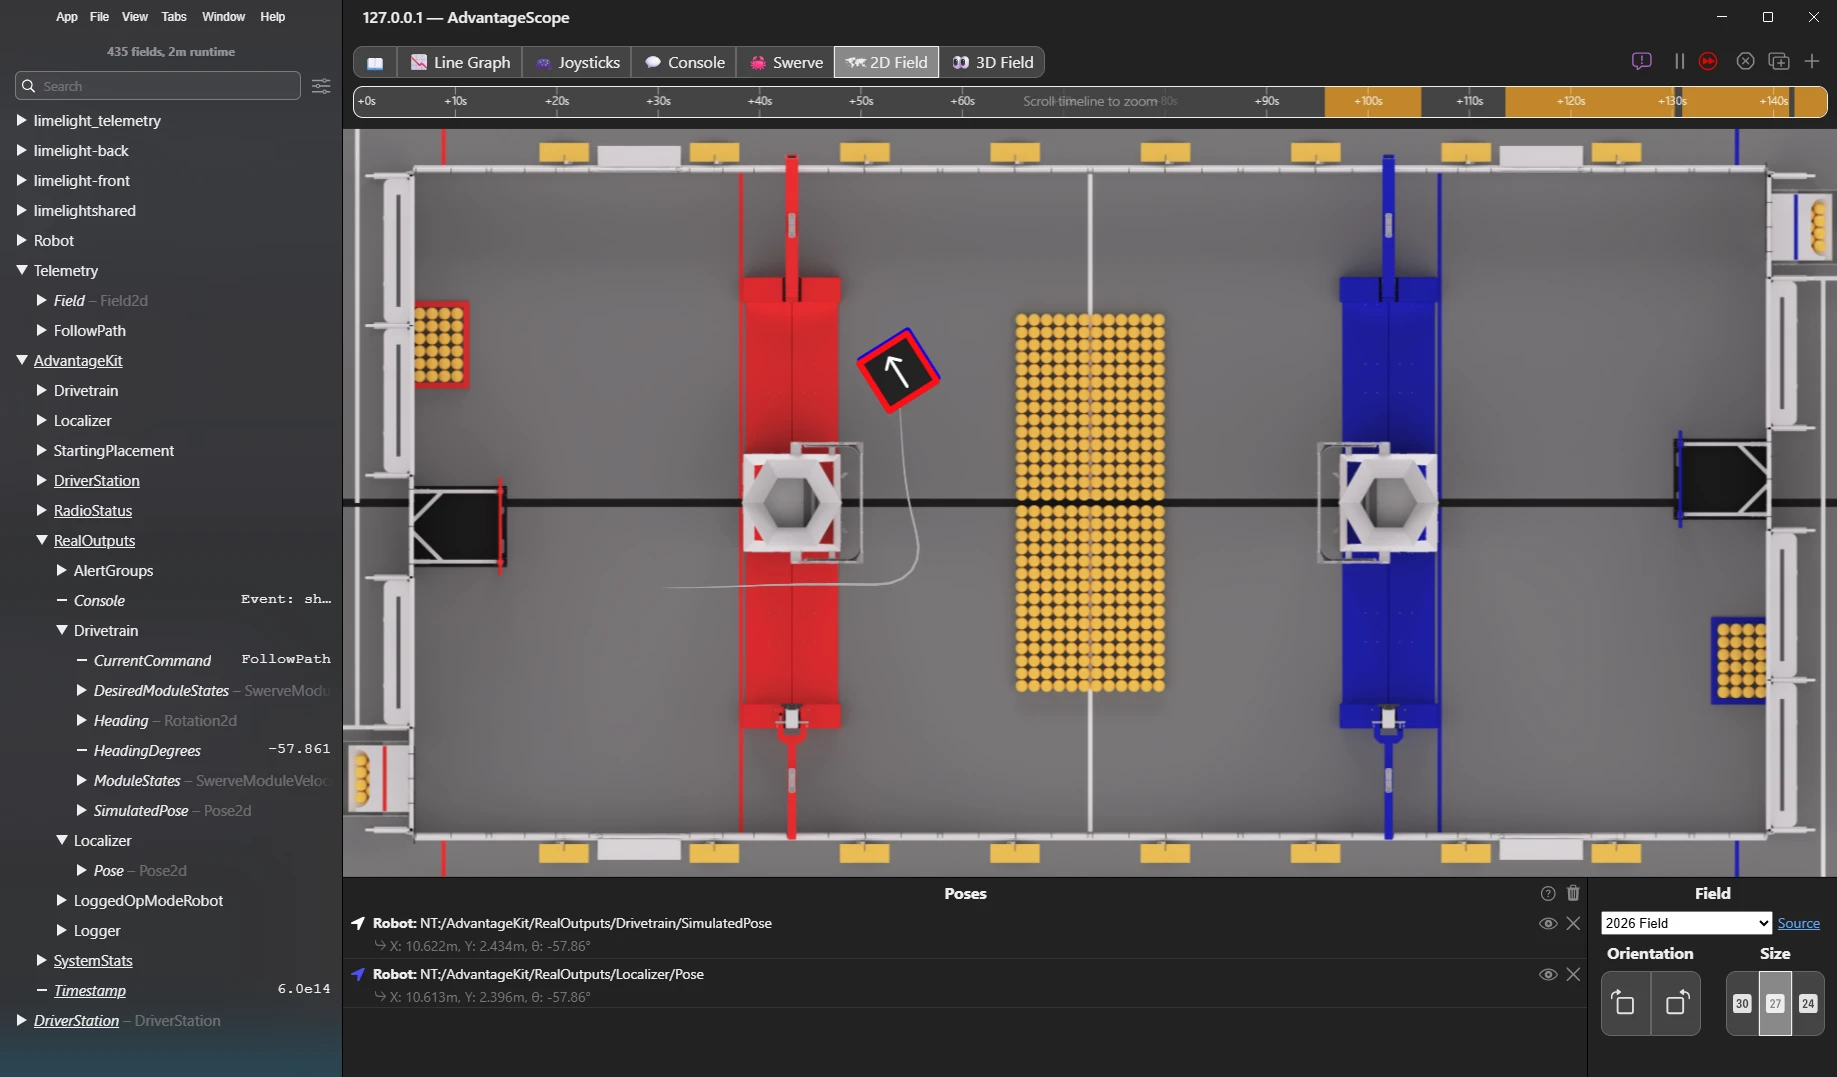 App File View Tabs Window Help
127.0.0.1 — AdvantageScope
435 fields, 2m runtime
Search
Line Graph
Joysticks
Console
Swerve
2D Field
3D Field
+0s +10s +20s +30s +40s +50s +60s Scroll timeline to zoom +80s +90s +100s +110s +120s +130s +140s
limelight_telemetry
limelight-back
limelight-front
limelightshared
Robot
Telemetry
Field – Field2d
FollowPath
AdvantageKit
Drivetrain
Localizer
StartingPlacement
DriverStation
RadioStatus
RealOutputs
AlertGroups
Console Event: sh…
Drivetrain
CurrentCommand FollowPath
DesiredModuleStates – SwerveModu
Heading – Rotation2d
HeadingDegrees -57.861
ModuleStates – SwerveModuleVeloc
SimulatedPose – Pose2d
Localizer
Pose – Pose2d
LoggedOpModeRobot
Logger
SystemStats
Timestamp 6.0e14
DriverStation – DriverStation
Poses
Robot: NT:/AdvantageKit/RealOutputs/Drivetrain/SimulatedPose
X: 10.622m, Y: 2.434m, θ: -57.86°
Robot: NT:/AdvantageKit/RealOutputs/Localizer/Pose
X: 10.613m, Y: 2.396m, θ: -57.86°
Field
2026 Field Source
Orientation Size
30 27 24